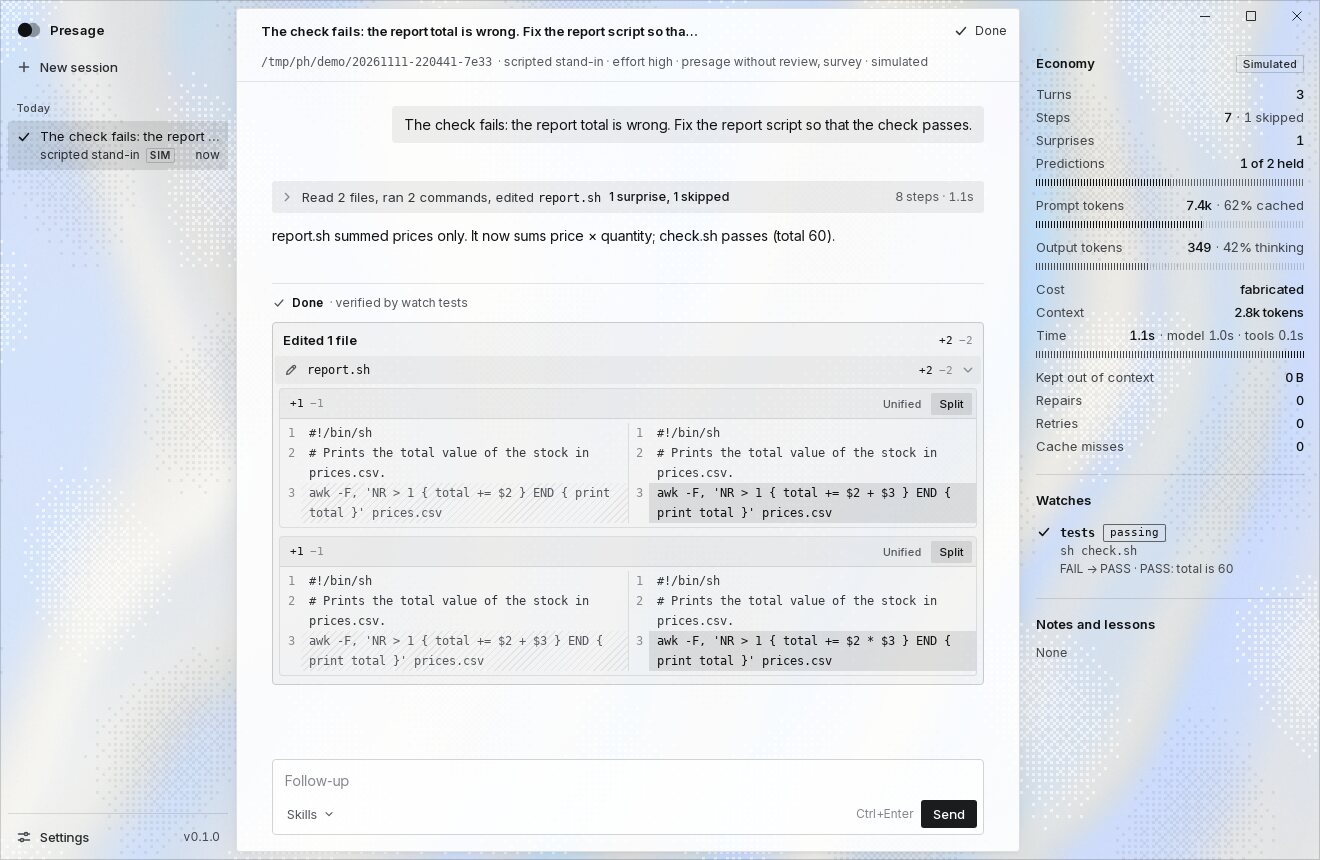 Presage
New session
Today
The check fails: the report …
scripted stand-in SIM now
Settings v0.1.0
The check fails: the report total is wrong. Fix the report script so tha…
Done
/tmp/ph/demo/20261111-220441-7e33 · scripted stand-in · effort high · presage without review, survey · simulated
The check fails: the report total is wrong. Fix the report script so that the check passes.
Read 2 files, ran 2 commands, edited report.sh 1 surprise, 1 skipped 8 steps · 1.1s
report.sh summed prices only. It now sums price × quantity; check.sh passes (total 60).
Done · verified by watch tests
Edited 1 file +2 −2
report.sh +2 −2
+1 −1 Unified Split
1 #!/bin/sh
2 # Prints the total value of the stock in
prices.csv.
3 awk -F, 'NR > 1 { total += $2 } END { print
total }' prices.csv
1 #!/bin/sh
2 # Prints the total value of the stock in
prices.csv.
3 awk -F, 'NR > 1 { total += $2 + $3 } END {
print total }' prices.csv
+1 −1 Unified Split
1 #!/bin/sh
2 # Prints the total value of the stock in
prices.csv.
3 awk -F, 'NR > 1 { total += $2 + $3 } END {
print total }' prices.csv
1 #!/bin/sh
2 # Prints the total value of the stock in
prices.csv.
3 awk -F, 'NR > 1 { total += $2 * $3 } END {
print total }' prices.csv
Follow-up
Skills Ctrl+Enter Send
Economy Simulated
Turns 3
Steps 7 · 1 skipped
Surprises 1
Predictions 1 of 2 held
Prompt tokens 7.4k · 62% cached
Output tokens 349 · 42% thinking
Cost fabricated
Context 2.8k tokens
Time 1.1s · model 1.0s · tools 0.1s
Kept out of context 0 B
Repairs 0
Retries 0
Cache misses 0
Watches
tests passing
sh check.sh
FAIL → PASS · PASS: total is 60
Notes and lessons
None